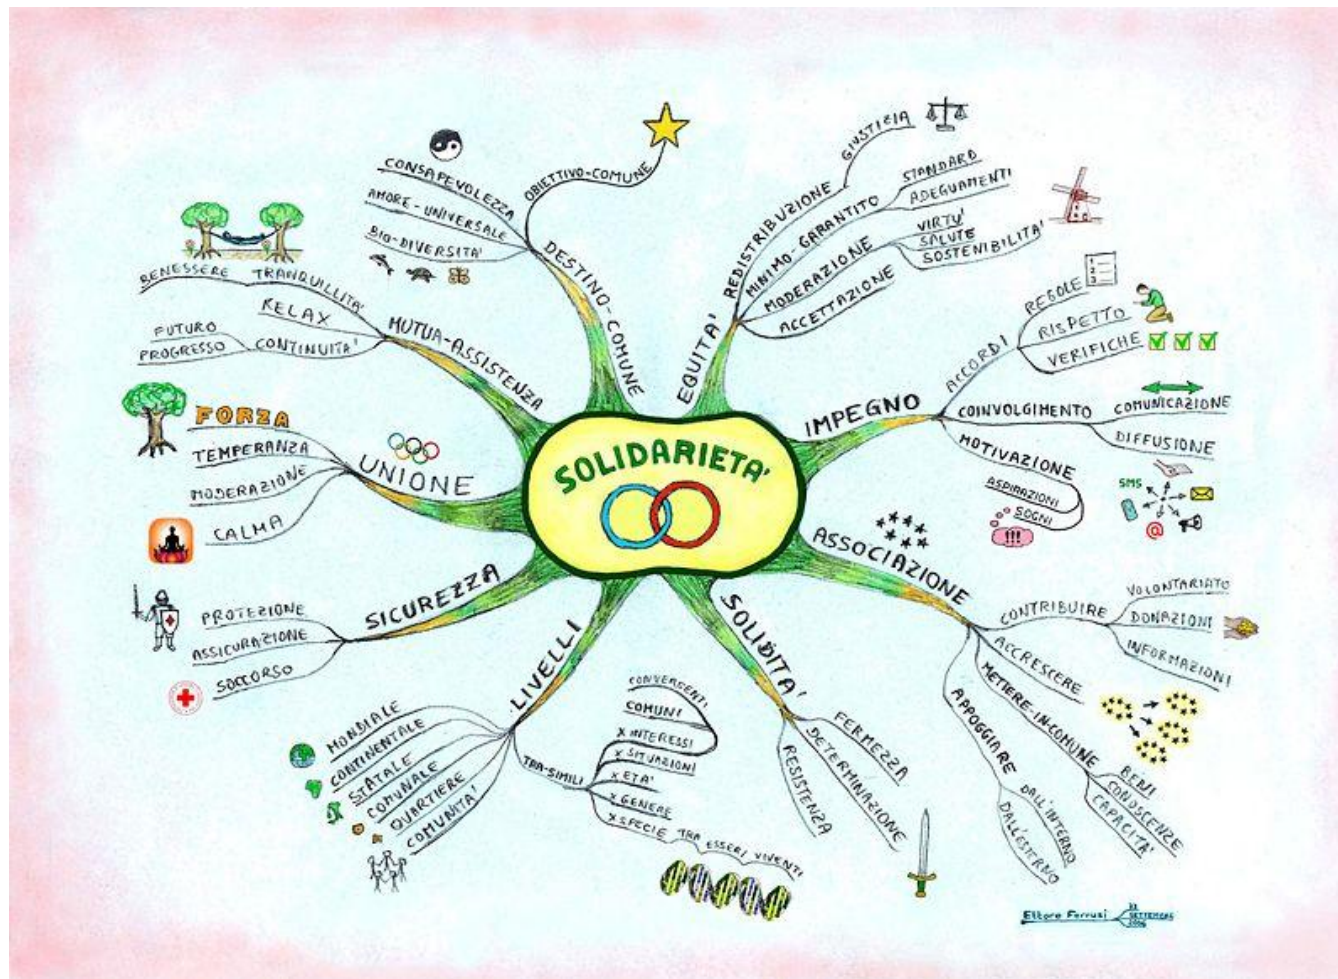 SOLIDARIETA'
DESTINO-COMUNE
OBIETTIVO-COMUNE
CONSAPEVOLEZZA
AMORE-UNIVERSALE
BIO-DIVERSITA'
EQUITA'
REDISTRIBUZIONE
GIUSTIZIA
MINIMO-GARANTITO
STANDARD
ADEGUAMENTI
MODERAZIONE
VIRTU'
SALUTE
SOSTENIBILITA'
ACCETTAZIONE
IMPEGNO
ACCORDI
REGOLE
1
2
3
RISPETTO
VERIFICHE
COINVOLGIMENTO
COMUNICAZIONE
DIFFUSIONE
SMS
@
MOTIVAZIONE
ASPIRAZIONI
SOGNI
!!!
ASSOCIAZIONE
CONTRIBUIRE
VOLONTARIATO
DONAZIONI
INFORMAZIONI
ACCRESCERE
METTERE-IN-COMUNE
BENI
CONOSCENZE
CAPACITA'
APPOGGIARE
DALL'INTERNO
DALL'ESTERNO
SOLIDITA'
FERMEZZA
DETERMINAZIONE
RESISTENZA
LIVELLI
MONDIALE
CONTINENTALE
STATALE
COMUNALE
QUARTIERE
COMUNITA'
TRA-SIMILI
CONVERGENTI
COMUNI
X INTERESSI
X SITUAZIONI
X ETA'
X GENERE
X SPECIE TRA ESSERI VIVENTI
SICUREZZA
PROTEZIONE
ASSICURAZIONE
SOCCORSO
UNIONE
FORZA
TEMPERANZA
MODERAZIONE
CALMA
MUTUA-ASSISTENZA
BENESSERE TRANQUILLITA'
RELAX
CONTINUITA'
FUTURO
PROGRESSO
Ettore Ferrusi
SETTEMBRE